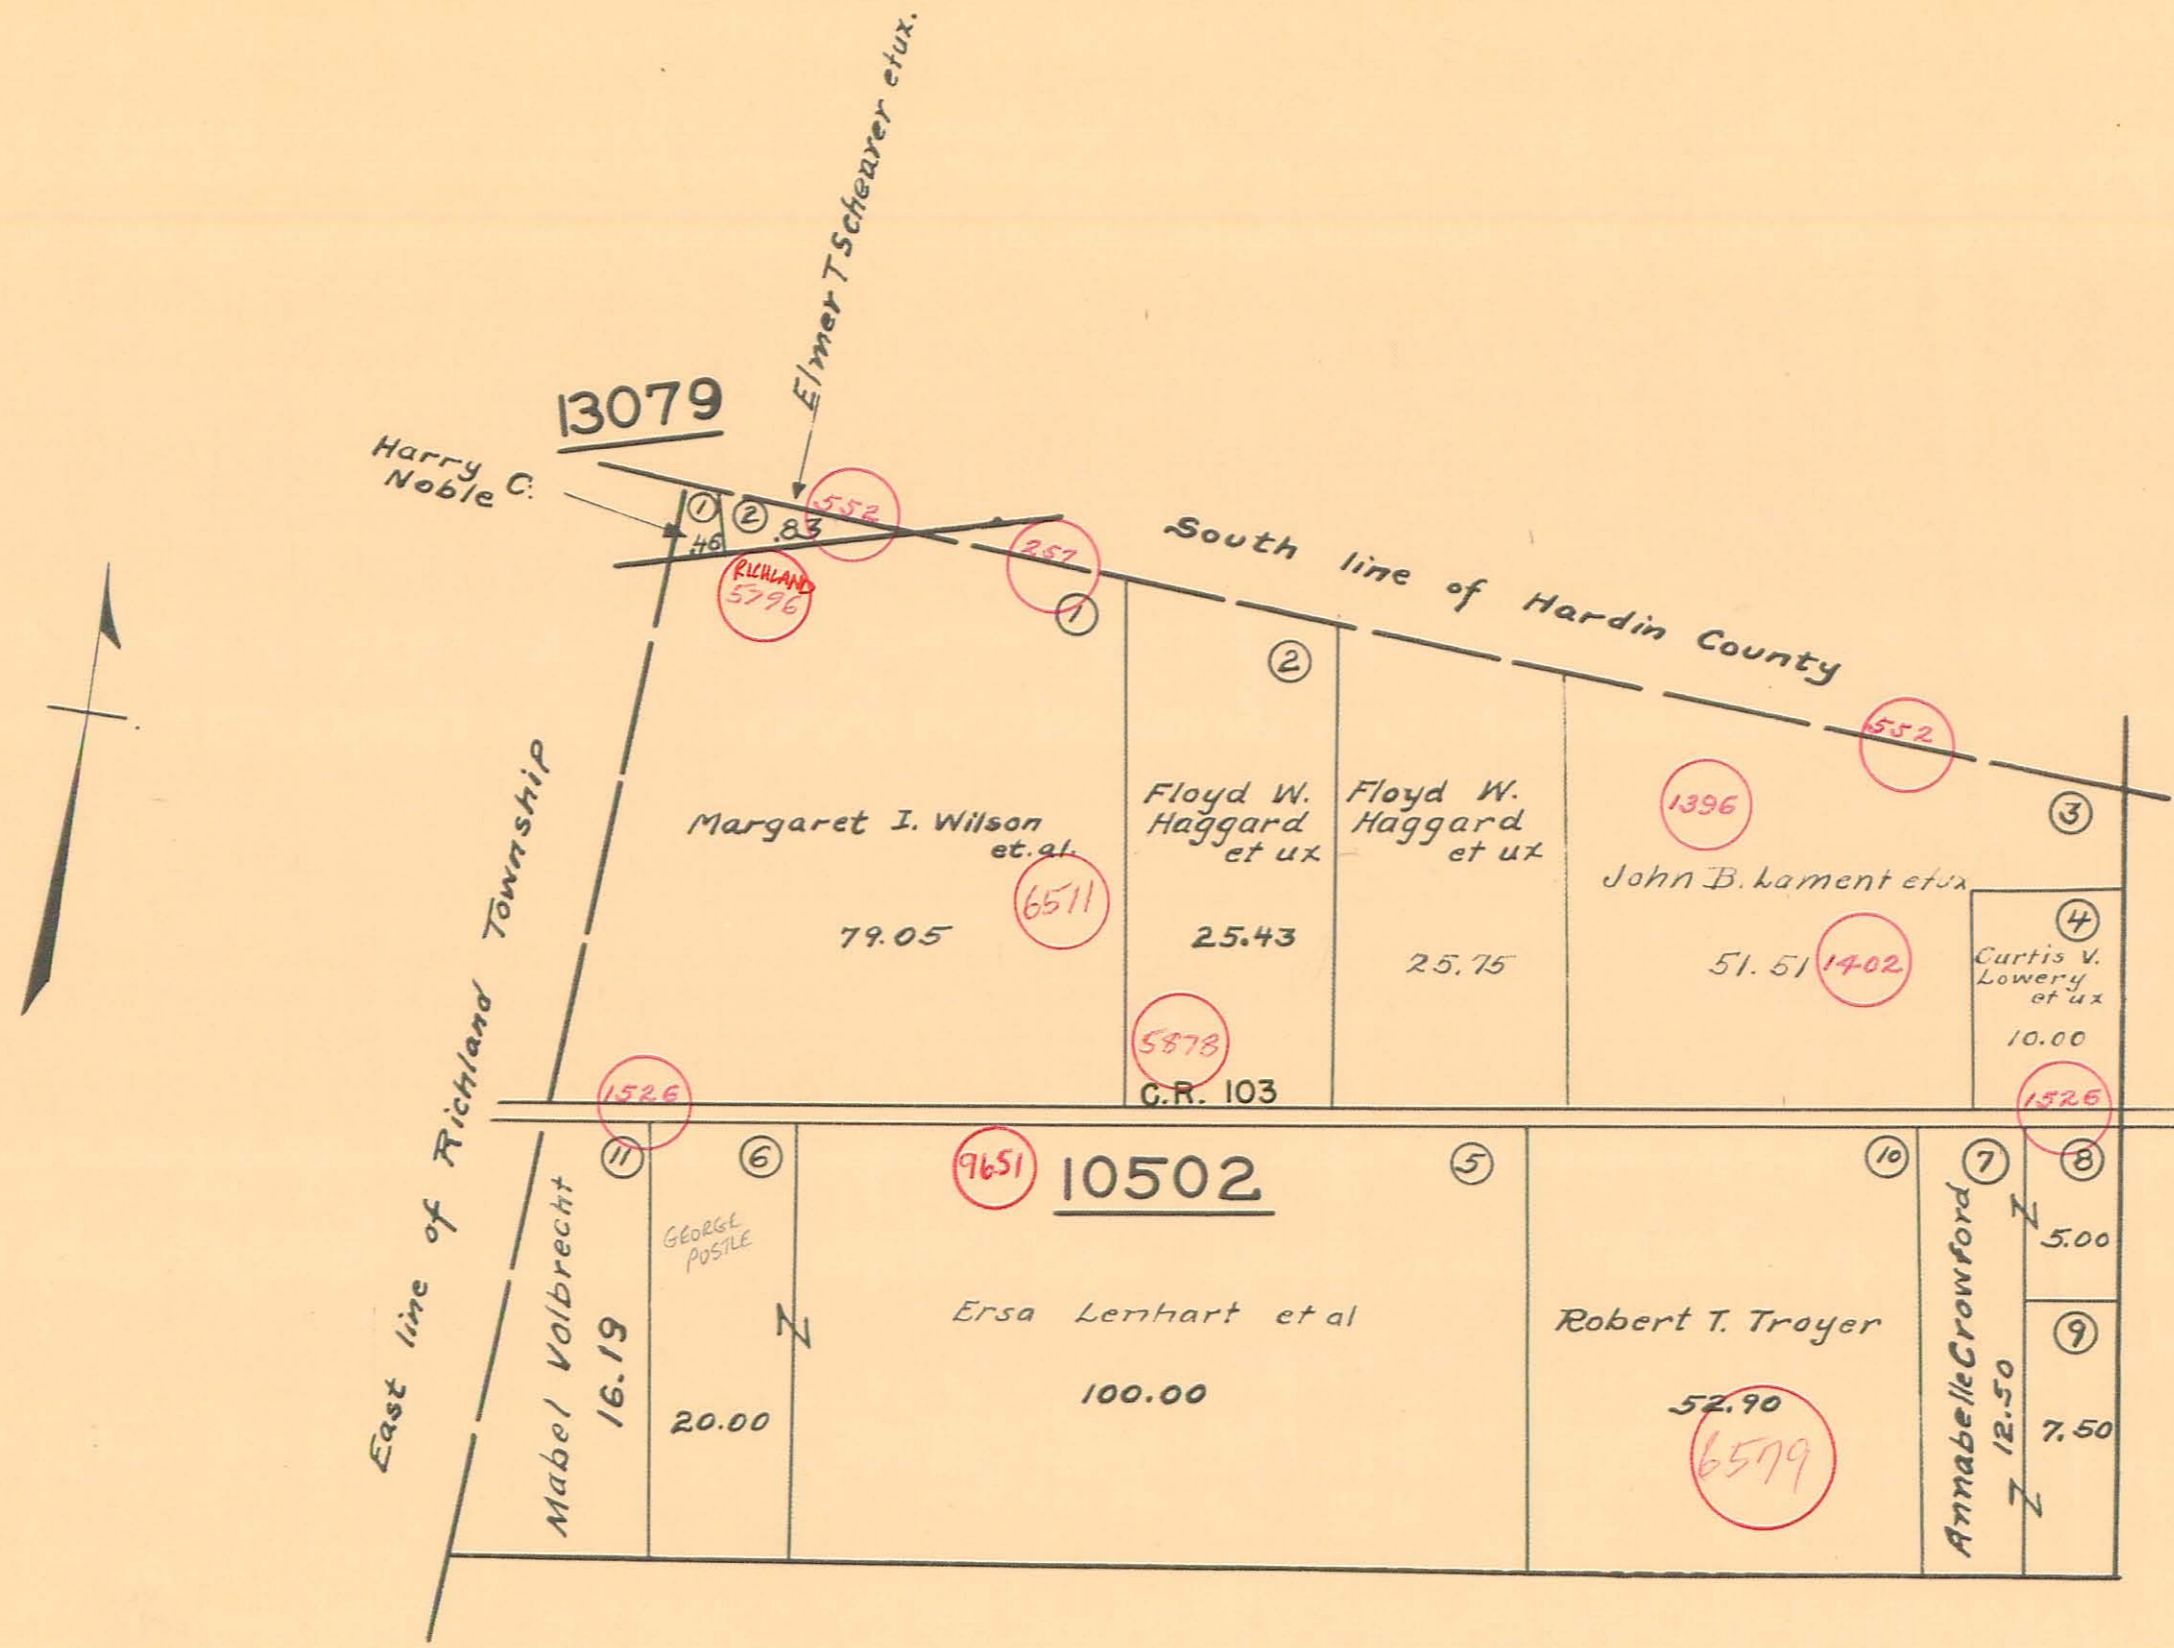 Elmer T Schearer etux.
13079
Harry C.
Noble
1
2
.46
.83
552
RICHLAND
5796
257
South line of Hardin County
1
2
552
3
1396
Margaret I. Wilson
et.al.
79.05
6511
Floyd W.
Haggard
et ux
25.43
5878
Floyd W.
Haggard
et ux
25.75
John B. Lament etux
51.51
1402
4
Curtis V.
Lowery
et ux
10.00
East line of Richland Township
1526
C.R. 103
1526
11
Mabel Volbrecht
16.19
6
GEORGE
POSTLE
20.00
9651
10502
5
Ersa Lenhart et al
100.00
10
Robert T. Troyer
52.90
6579
7
Annabelle Crowford
12.50
8
5.00
9
7.50